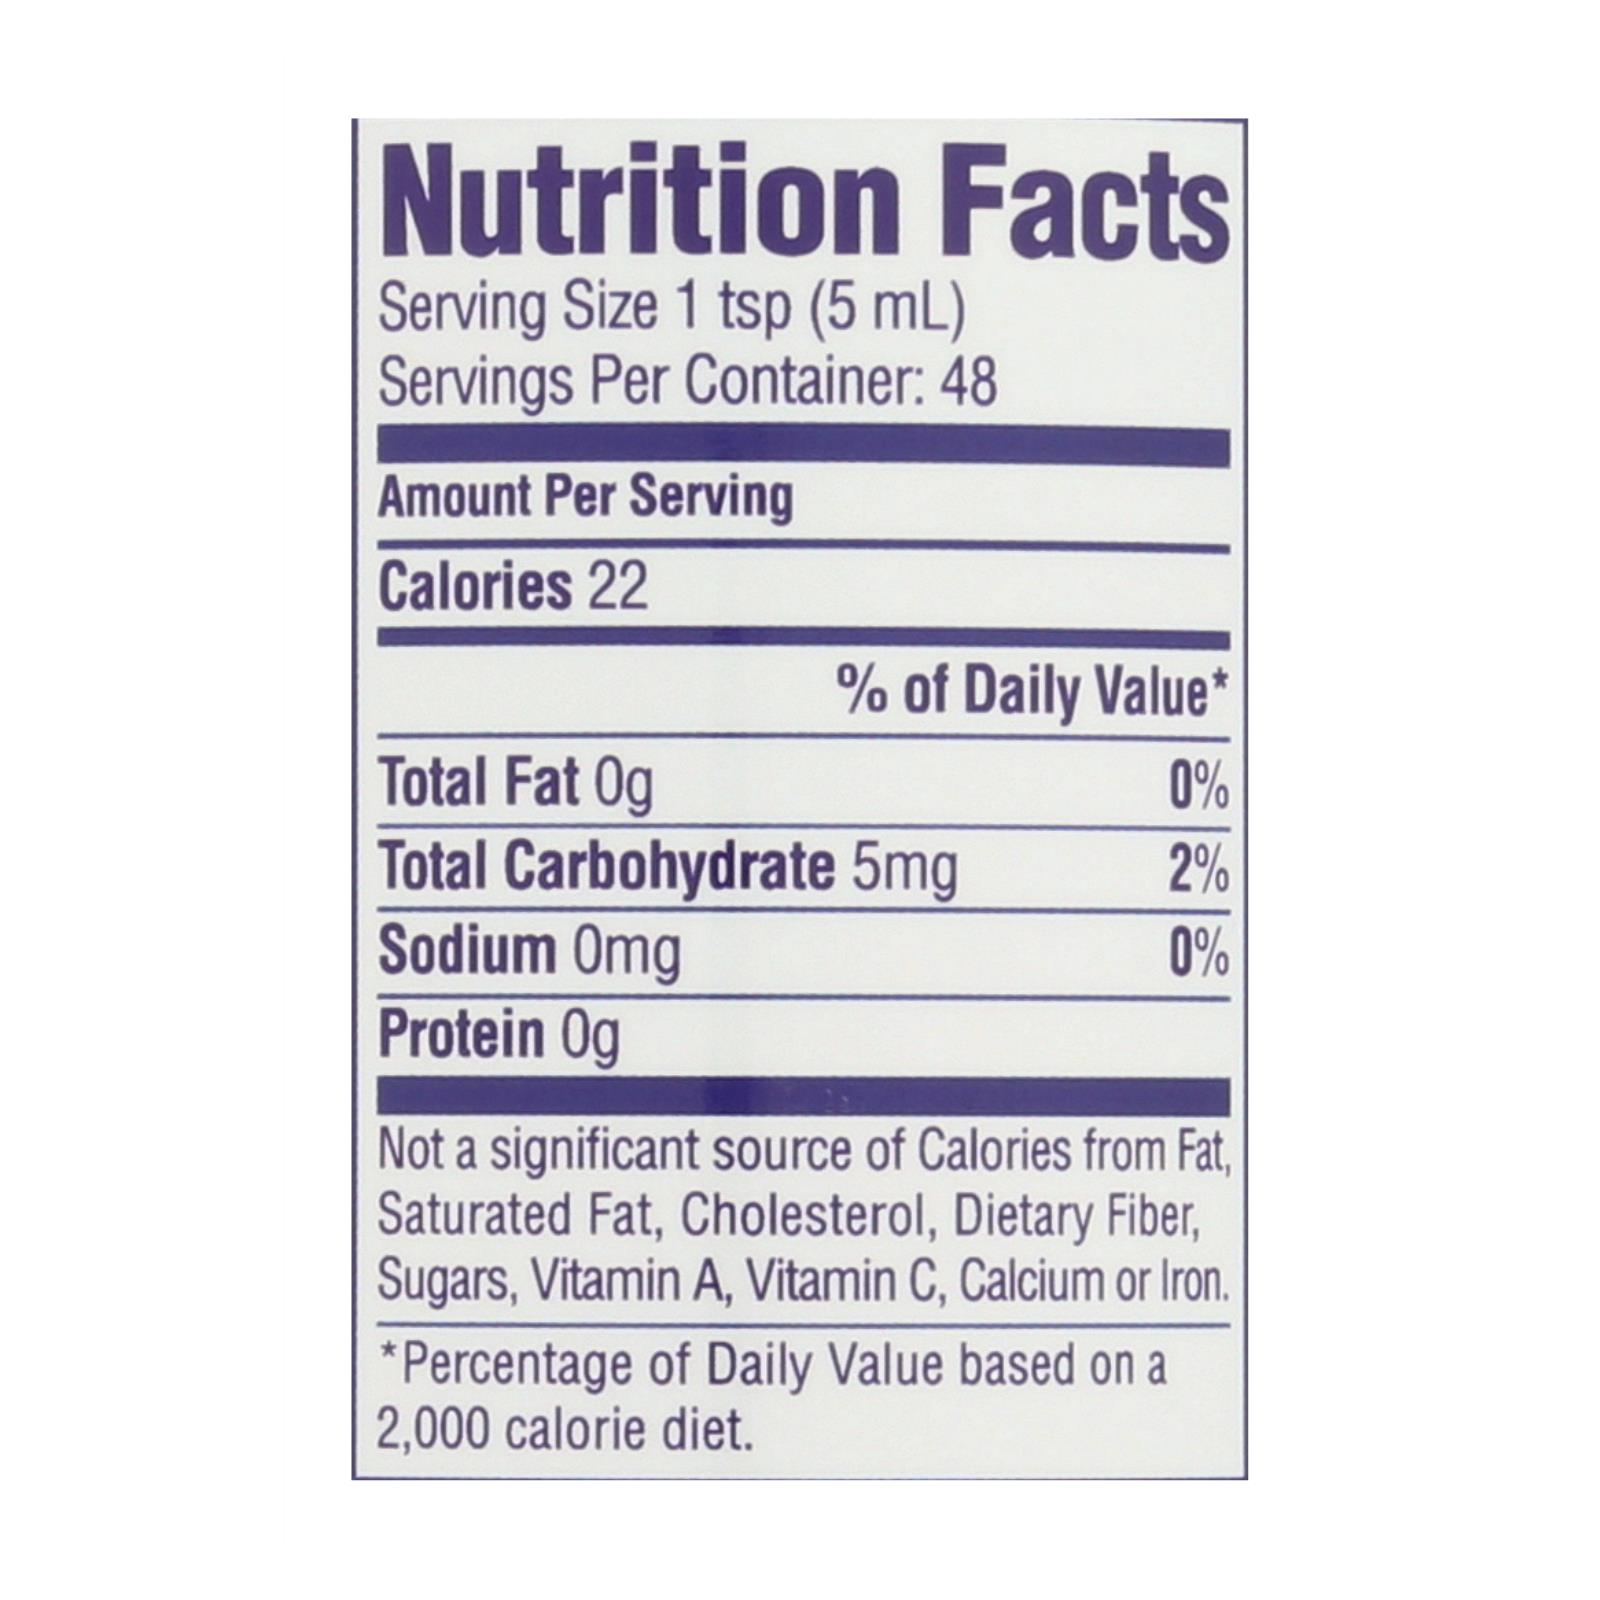 Nutrition Facts
Serving Size 1 tsp (5 mL)
Servings Per Container: 48
Amount Per Serving
Calories 22
% of Daily Value*
Total Fat 0g 0%
Total Carbohydrate 5mg 2%
Sodium 0mg 0%
Protein 0g
Not a significant source of Calories from Fat,
Saturated Fat, Cholesterol, Dietary Fiber,
Sugars, Vitamin A, Vitamin C, Calcium or Iron.
*Percentage of Daily Value based on a
2,000 calorie diet.